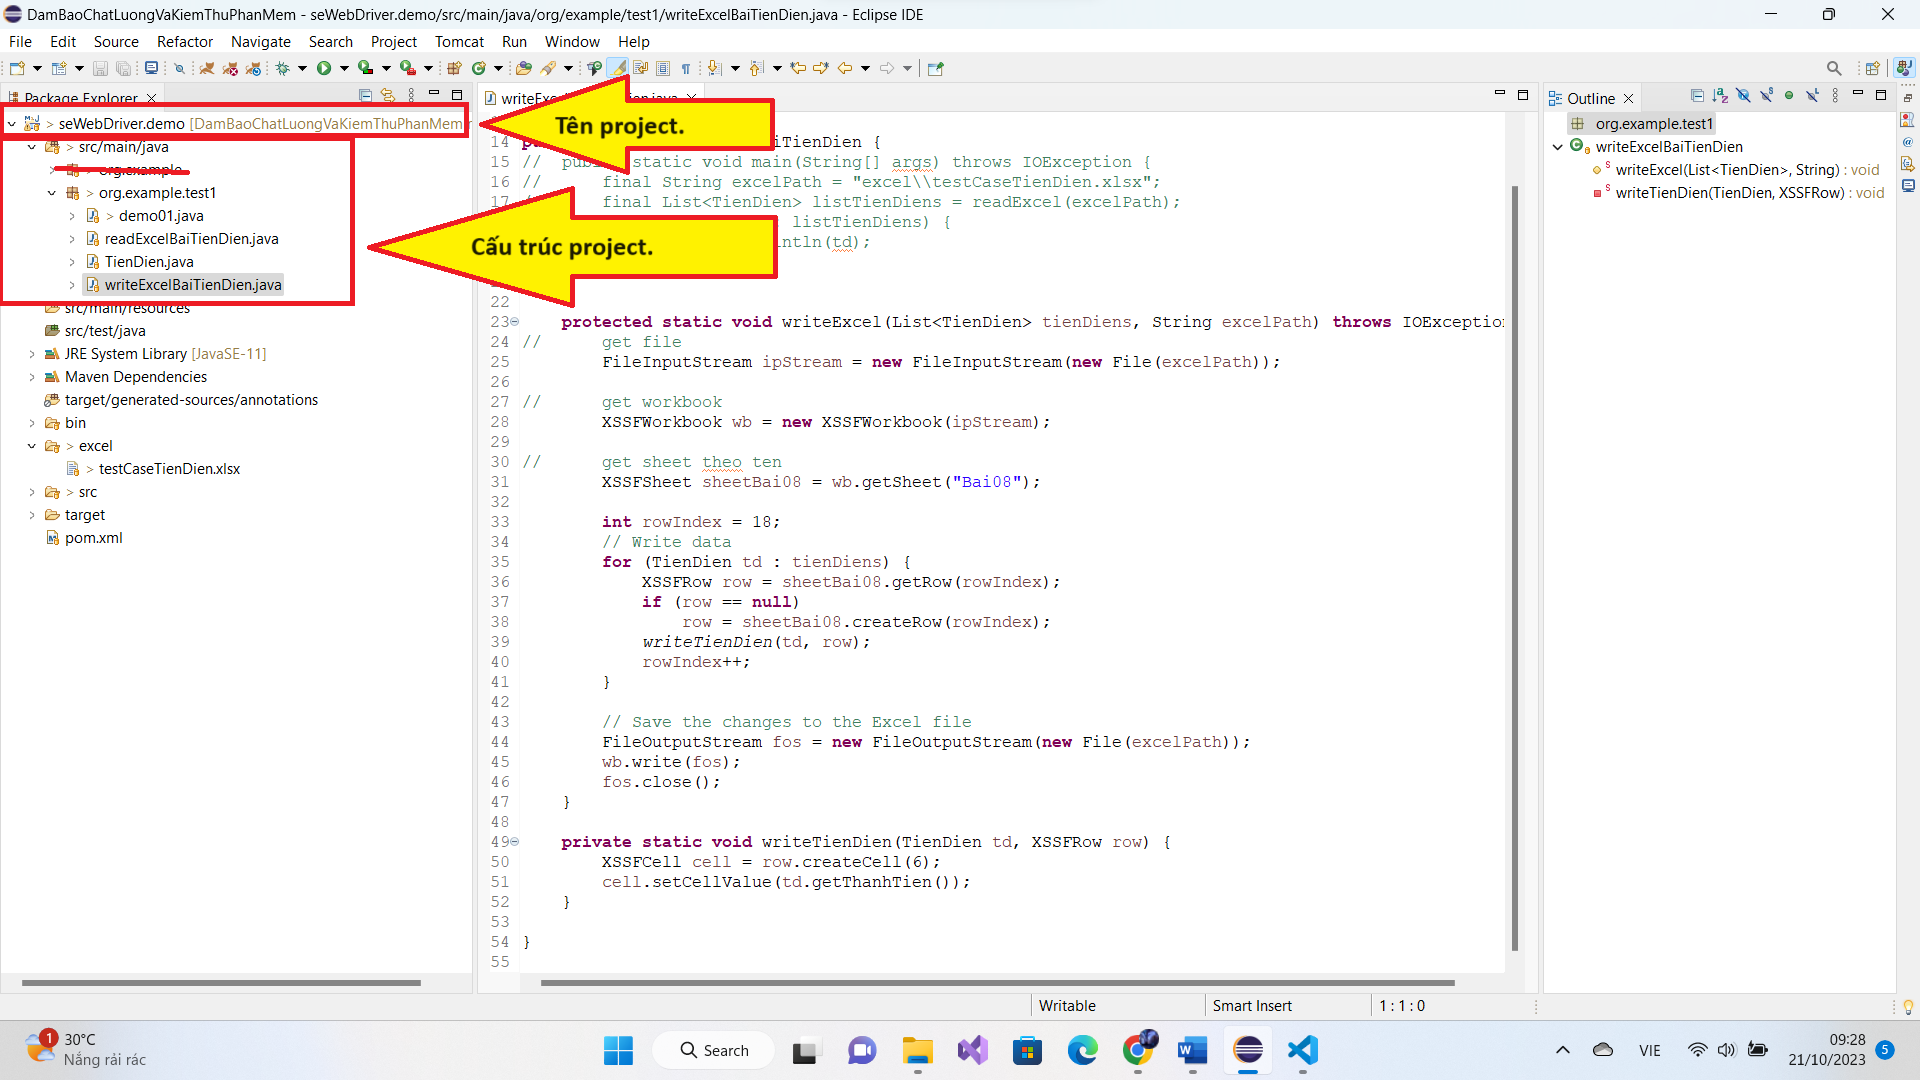 DamBaoChatLuongVaKiemThuPhanMem - seWebDriver.demo/src/main/java/org/example/test1/writeExcelBaiTienDien.java - Eclipse IDE
File Edit Source Refactor Navigate Search Project Tomcat Run Window Help
Package Explorer
seWebDriver.demo [DamBaoChatLuongVaKiemThuPhanMem
src/main/java
org.example
org.example.test1
demo01.java
readExcelBaiTienDien.java
TienDien.java
writeExcelBaiTienDien.java
src/main/resources
src/test/java
JRE System Library [JavaSE-11]
Maven Dependencies
target/generated-sources/annotations
bin
excel
testCaseTienDien.xlsx
src
target
pom.xml
Tên project.
Cấu trúc project.
14 iTienDien {
15 // static void main(String[] args) throws IOException {
16 // final String excelPath = "excel\\testCaseTienDien.xlsx";
17 final List<TienDien> listTienDiens = readExcel(excelPath);
listTienDiens) {
ntln(td);
22
23 protected static void writeExcel(List<TienDien> tienDiens, String excelPath) throws IOException
24 // get file
25 FileInputStream ipStream = new FileInputStream(new File(excelPath));
26
27 // get workbook
28 XSSFWorkbook wb = new XSSFWorkbook(ipStream);
29
30 // get sheet theo ten
31 XSSFSheet sheetBai08 = wb.getSheet("Bai08");
32
33 int rowIndex = 18;
34 // Write data
35 for (TienDien td : tienDiens) {
36 XSSFRow row = sheetBai08.getRow(rowIndex);
37 if (row == null)
38 row = sheetBai08.createRow(rowIndex);
39 writeTienDien(td, row);
40 rowIndex++;
41 }
42
43 // Save the changes to the Excel file
44 FileOutputStream fos = new FileOutputStream(new File(excelPath));
45 wb.write(fos);
46 fos.close();
47 }
48
49 private static void writeTienDien(TienDien td, XSSFRow row) {
50 XSSFCell cell = row.createCell(6);
51 cell.setCellValue(td.getThanhTien());
52 }
53
54 }
55
Outline
org.example.test1
writeExcelBaiTienDien
writeExcel(List<TienDien>, String) : void
writeTienDien(TienDien, XSSFRow) : void
Writable Smart Insert 1 : 1 : 0
1 30°C
Nắng rải rác
Search
VIE
09:28
21/10/2023
5